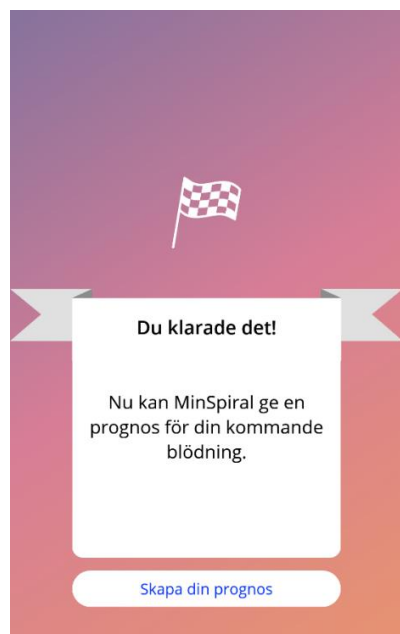 Du klarade det!
Nu kan MinSpiral ge en
prognos för din kommande
blödning.
Skapa din prognos